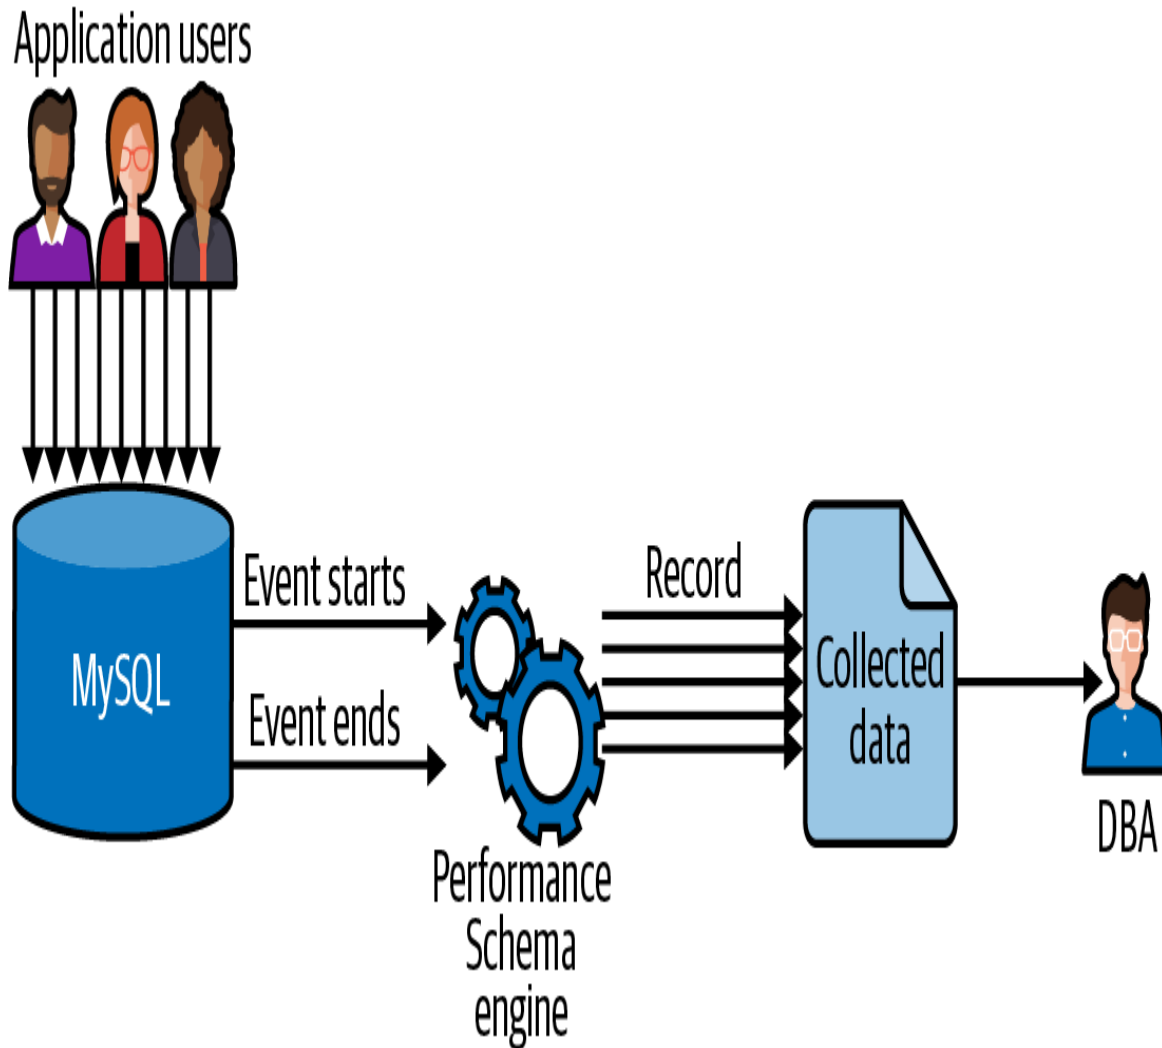 Application users
MySQL
Event starts
Event ends
Performance
Schema
engine
Record
Collected
data
DBA